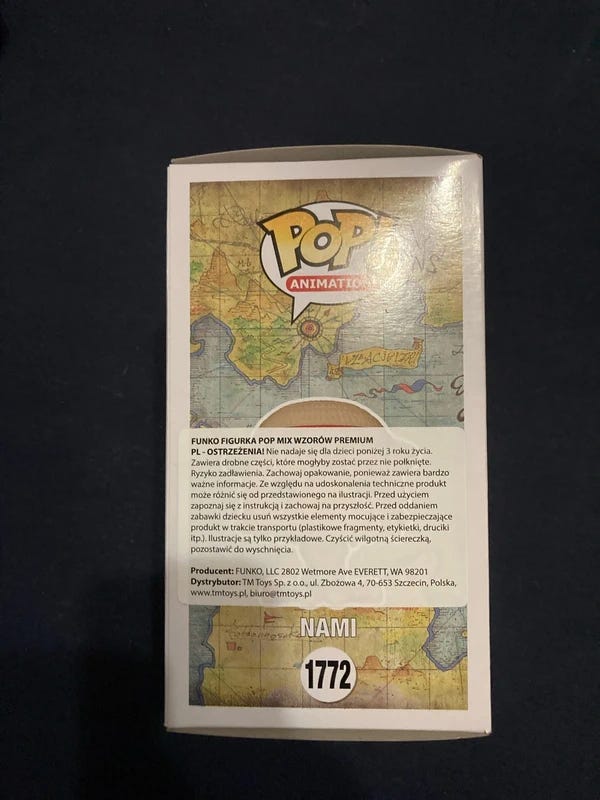 POP!
ANIMATION
FUNKO FIGURKA POP MIX WZORÓW PREMIUM
PL - OSTRZEŻENIA! Nie nadaje się dla dzieci poniżej 3 roku życia.
Zawiera drobne części, które mogłyby zostać przez nie połknięte.
Ryzyko zadławienia. Zachowaj opakowanie, ponieważ zawiera bardzo
ważne informacje. Ze względu na udoskonalenia techniczne produkt
może różnić się od przedstawionego na ilustracji. Przed użyciem
zapoznaj się z instrukcją i zachowaj na przyszłość. Przed oddaniem
zabawki dziecku usuń wszystkie elementy mocujące i zabezpieczające
produkt w trakcie transportu (plastikowe fragmenty, etykietki, druciki
itp.). Ilustracje są tylko przykładowe. Czyścić wilgotną ściereczką,
pozostawić do wyschnięcia.
Producent: FUNKO, LLC 2802 Wetmore Ave EVERETT, WA 98201
Dystrybutor: TM Toys Sp. z o.o., ul. Zbożowa 4, 70-653 Szczecin, Polska,
www.tmtoys.pl, biuro@tmtoys.pl
NAMI
1772